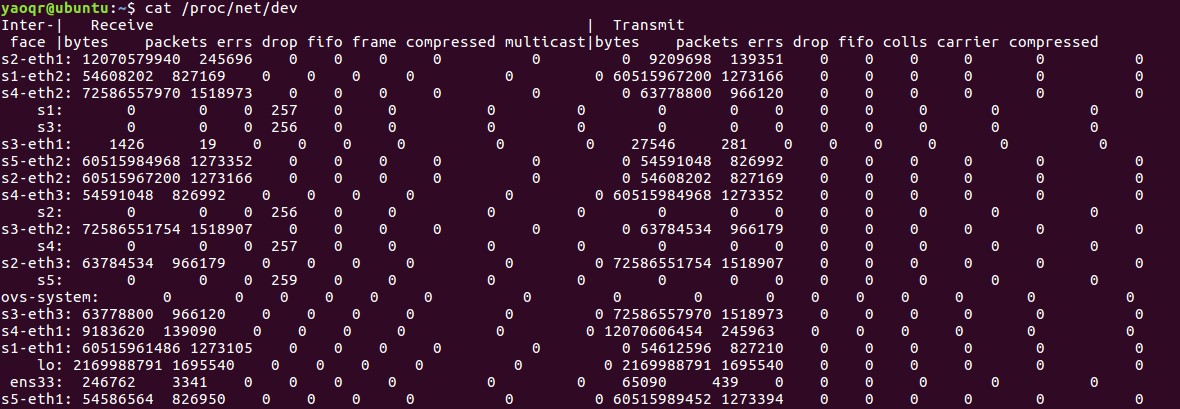 yaoqr@ubuntu:~$ cat /proc/net/dev
Inter-|   Receive                                                |  Transmit
 face |bytes    packets errs drop fifo frame compressed multicast|bytes    packets errs drop fifo colls carrier compressed
s2-eth1: 12070579940  245696    0    0    0     0          0         0  9209698  139351    0    0    0     0       0          0
s1-eth2: 54608202  827169    0    0    0     0          0         0 60515967200 1273166    0    0    0     0       0          0
s4-eth2: 72586557970 1518973    0    0    0     0          0         0 63778800  966120    0    0    0     0       0          0
    s1:       0       0    0  257    0     0          0         0        0       0    0    0    0     0       0          0
    s3:       0       0    0  256    0     0          0         0        0       0    0    0    0     0       0          0
s3-eth1:    1426      19    0    0    0     0          0         0    27546     281    0    0    0     0       0          0
s5-eth2: 60515984968 1273352    0    0    0     0          0         0 54591048  826992    0    0    0     0       0          0
s2-eth2: 60515967200 1273166    0    0    0     0          0         0 54608202  827169    0    0    0     0       0          0
s4-eth3: 54591048  826992    0    0    0     0          0         0 60515984968 1273352    0    0    0     0       0          0
    s2:       0       0    0  256    0     0          0         0        0       0    0    0    0     0       0          0
s3-eth2: 72586551754 1518907    0    0    0     0          0         0 63784534  966179    0    0    0     0       0          0
    s4:       0       0    0  257    0     0          0         0        0       0    0    0    0     0       0          0
s2-eth3: 63784534  966179    0    0    0     0          0         0 72586551754 1518907    0    0    0     0       0          0
    s5:       0       0    0  259    0     0          0         0        0       0    0    0    0     0       0          0
ovs-system:       0       0    0    0    0     0          0         0        0       0    0    0    0     0       0          0
s3-eth3: 63778800  966120    0    0    0     0          0         0 72586557970 1518973    0    0    0     0       0          0
s4-eth1: 9183620  139090    0    0    0     0          0         0 12070606454  245963    0    0    0     0       0          0
s1-eth1: 60515961486 1273105    0    0    0     0          0         0 54612596  827210    0    0    0     0       0          0
    lo: 2169988791 1695540    0    0    0     0          0         0 2169988791 1695540    0    0    0     0       0          0
 ens33:  246762    3341    0    0    0     0          0         0    65090     439    0    0    0     0       0          0
s5-eth1: 54586564  826950    0    0    0     0          0         0 60515989452 1273394    0    0    0     0       0          0